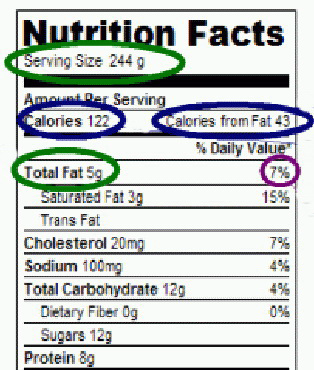 Nutrition Facts
Serving Size 244 g
Amount Per Serving
Calories 122 Calories from Fat 43
% Daily Value*
Total Fat 5g 7%
Saturated Fat 3g 15%
Trans Fat
Cholesterol 20mg 7%
Sodium 100mg 4%
Total Carbohydrate 12g 4%
Dietary Fiber 0g 0%
Sugars 12g
Protein 8g